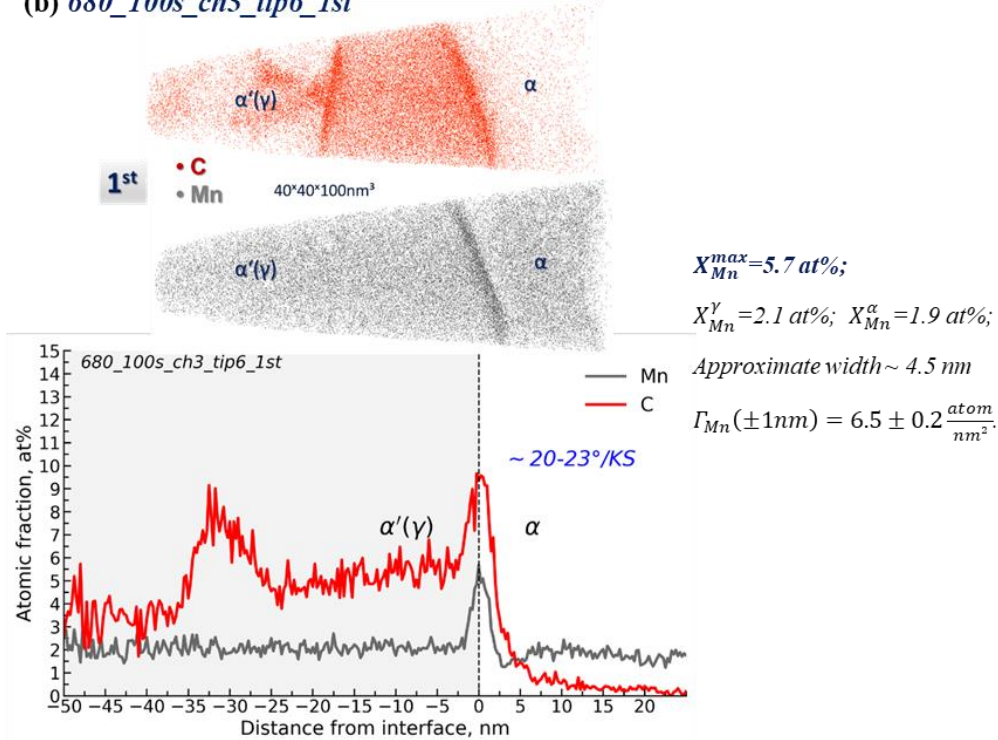 (b) 680_100s_ch3_tip6_1st
α
α′(γ)
1st
• C
• Mn
40×40×100nm³
α′(γ)
α
X_Mn^max=5.7 at%;
X_Mn^γ=2.1 at%; X_Mn^α=1.9 at%;
Approximate width~ 4.5 nm
Γ_Mn(±1nm) = 6.5 ± 0.2 atom/nm².
680_100s_ch3_tip6_1st
Mn
C
~ 20-23°/KS
α′(γ)
α
Atomic fraction, at%
15
14
13
12
11
10
9
8
7
6
5
4
3
2
1
0
−50 −45 −40 −35 −30 −25 −20 −15 −10 −5 0 5 10 15 20
Distance from interface, nm